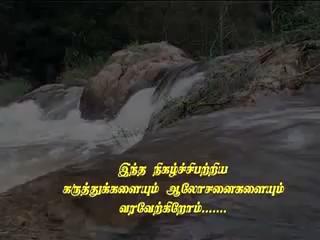 இந்த நிகழ்ச்சிபற்றிய
கருத்துக்களையும் ஆலோசனைகளையும்
வரவேற்கிறோம்.......